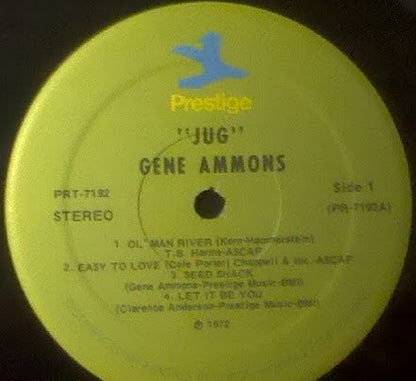 Prestige
"JUG"
GENE AMMONS
PRT-7192
STEREO
Side 1
(PR-7192A)
1. OL' MAN RIVER (Kern-Hammerstein)
T.B. Harms-ASCAP
2. EASY TO LOVE (Cole Porter) Chappell & Inc.-ASCAP
3. SEED SHACK
(Gene Ammons-Prestige Music-BMI)
4. LET IT BE YOU
(Clarence Anderson-Prestige Music-BMI)
℗ 1972